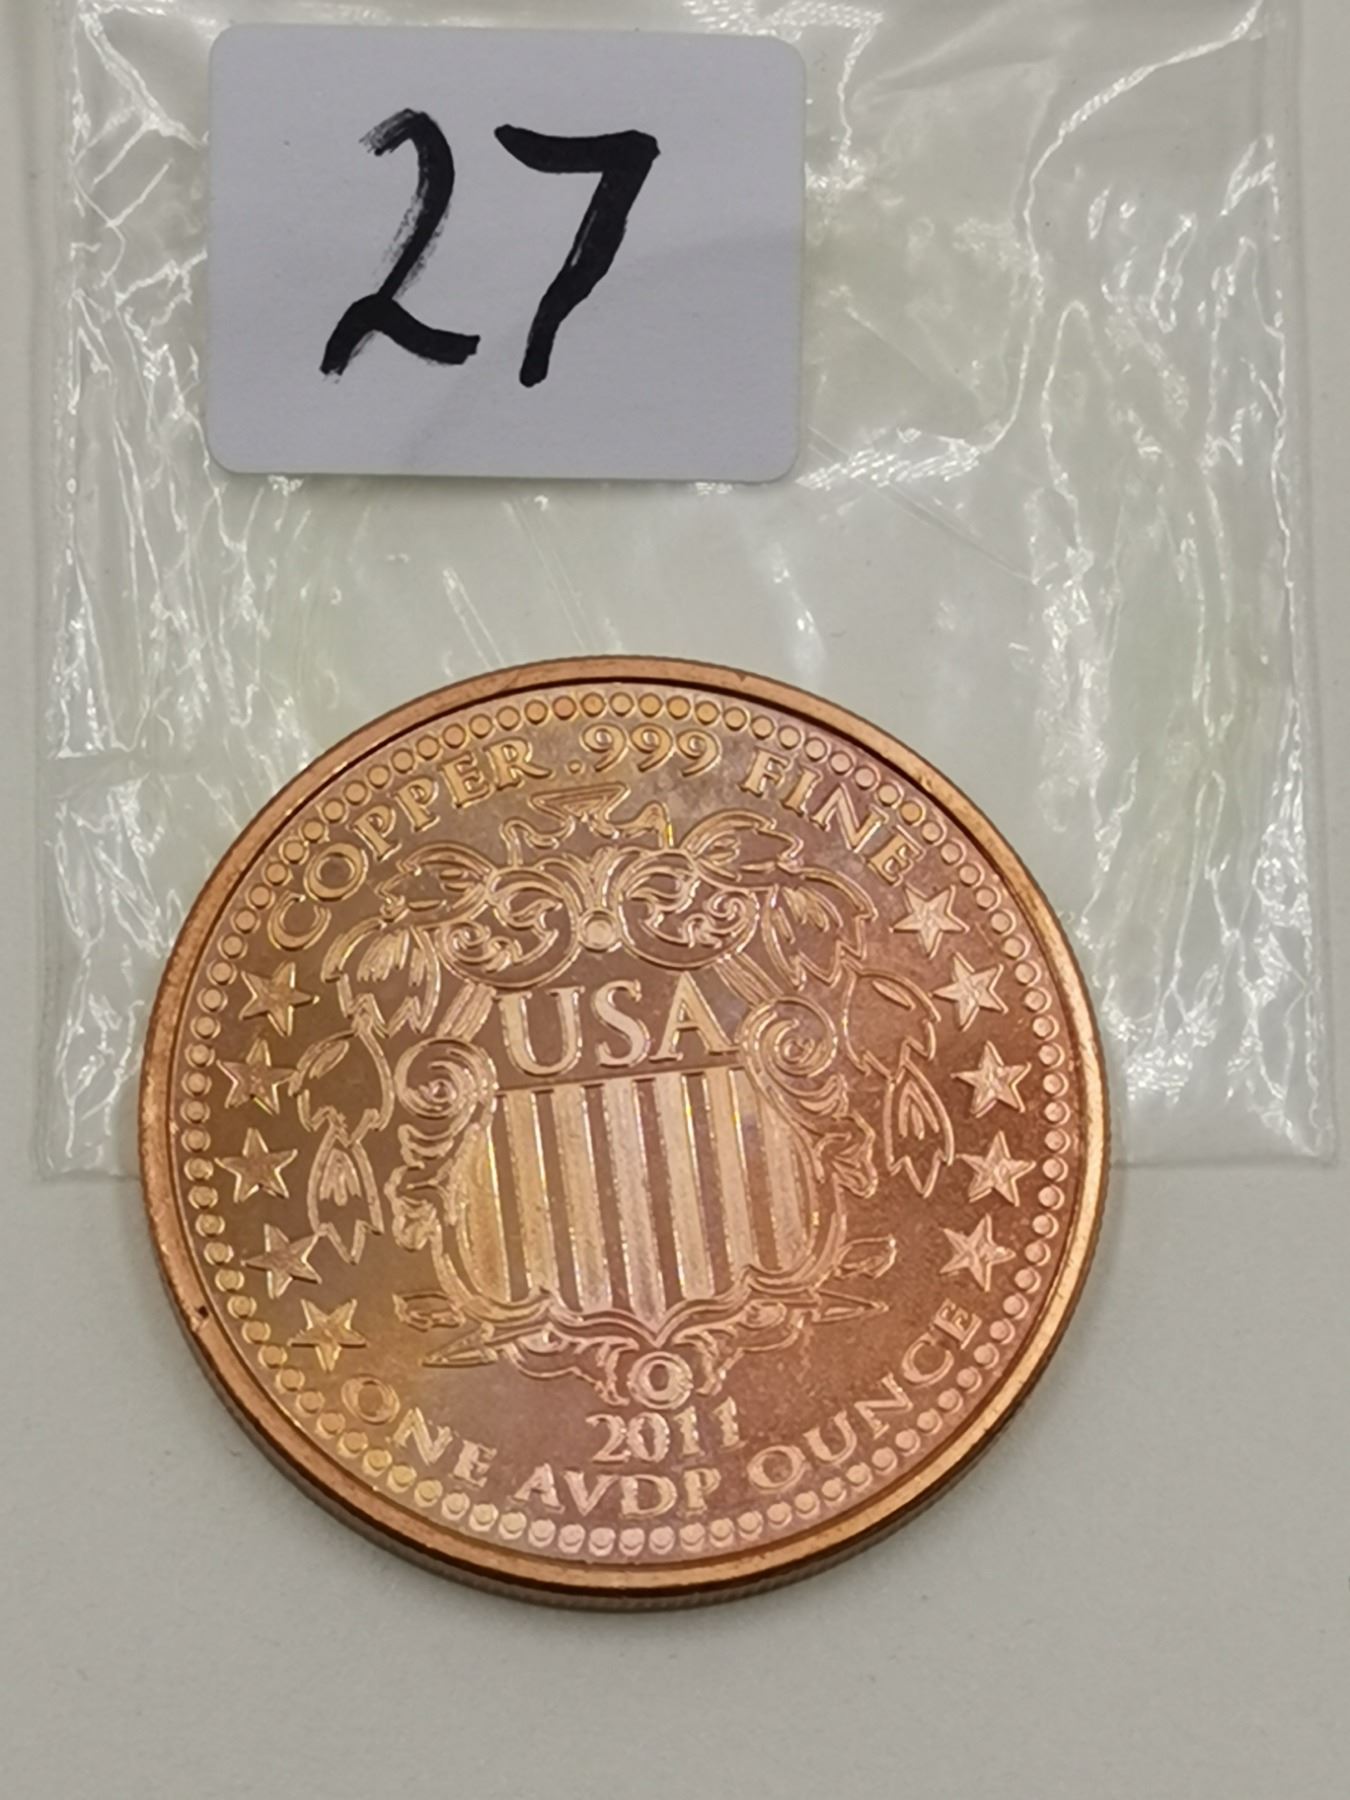 27
COPPER .999 FINE
USA
2011
ONE AVDP OUNCE